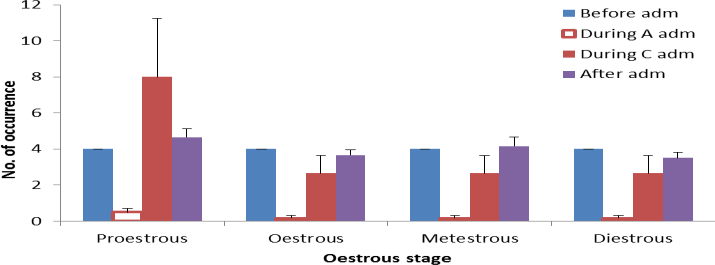 12
10
8
6
4
2
0
No. of occurrence
Before adm
During A adm
During C adm
After adm
Proestrous
Oestrous
Metestrous
Diestrous
Oestrous stage